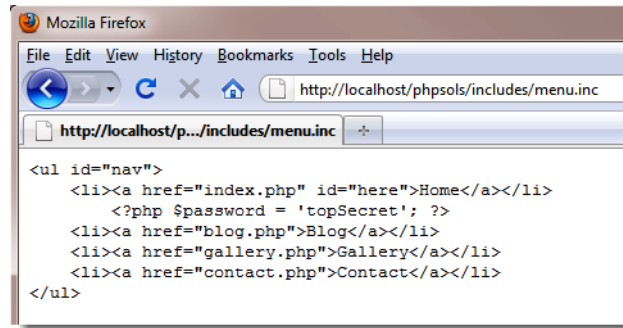 Mozilla Firefox
File Edit View History Bookmarks Tools Help
http://localhost/phpsols/includes/menu.inc
http://localhost/p.../includes/menu.inc
<ul id="nav">
    <li><a href="index.php" id="here">Home</a></li>
        <?php $password = 'topSecret'; ?>
    <li><a href="blog.php">Blog</a></li>
    <li><a href="gallery.php">Gallery</a></li>
    <li><a href="contact.php">Contact</a></li>
</ul>